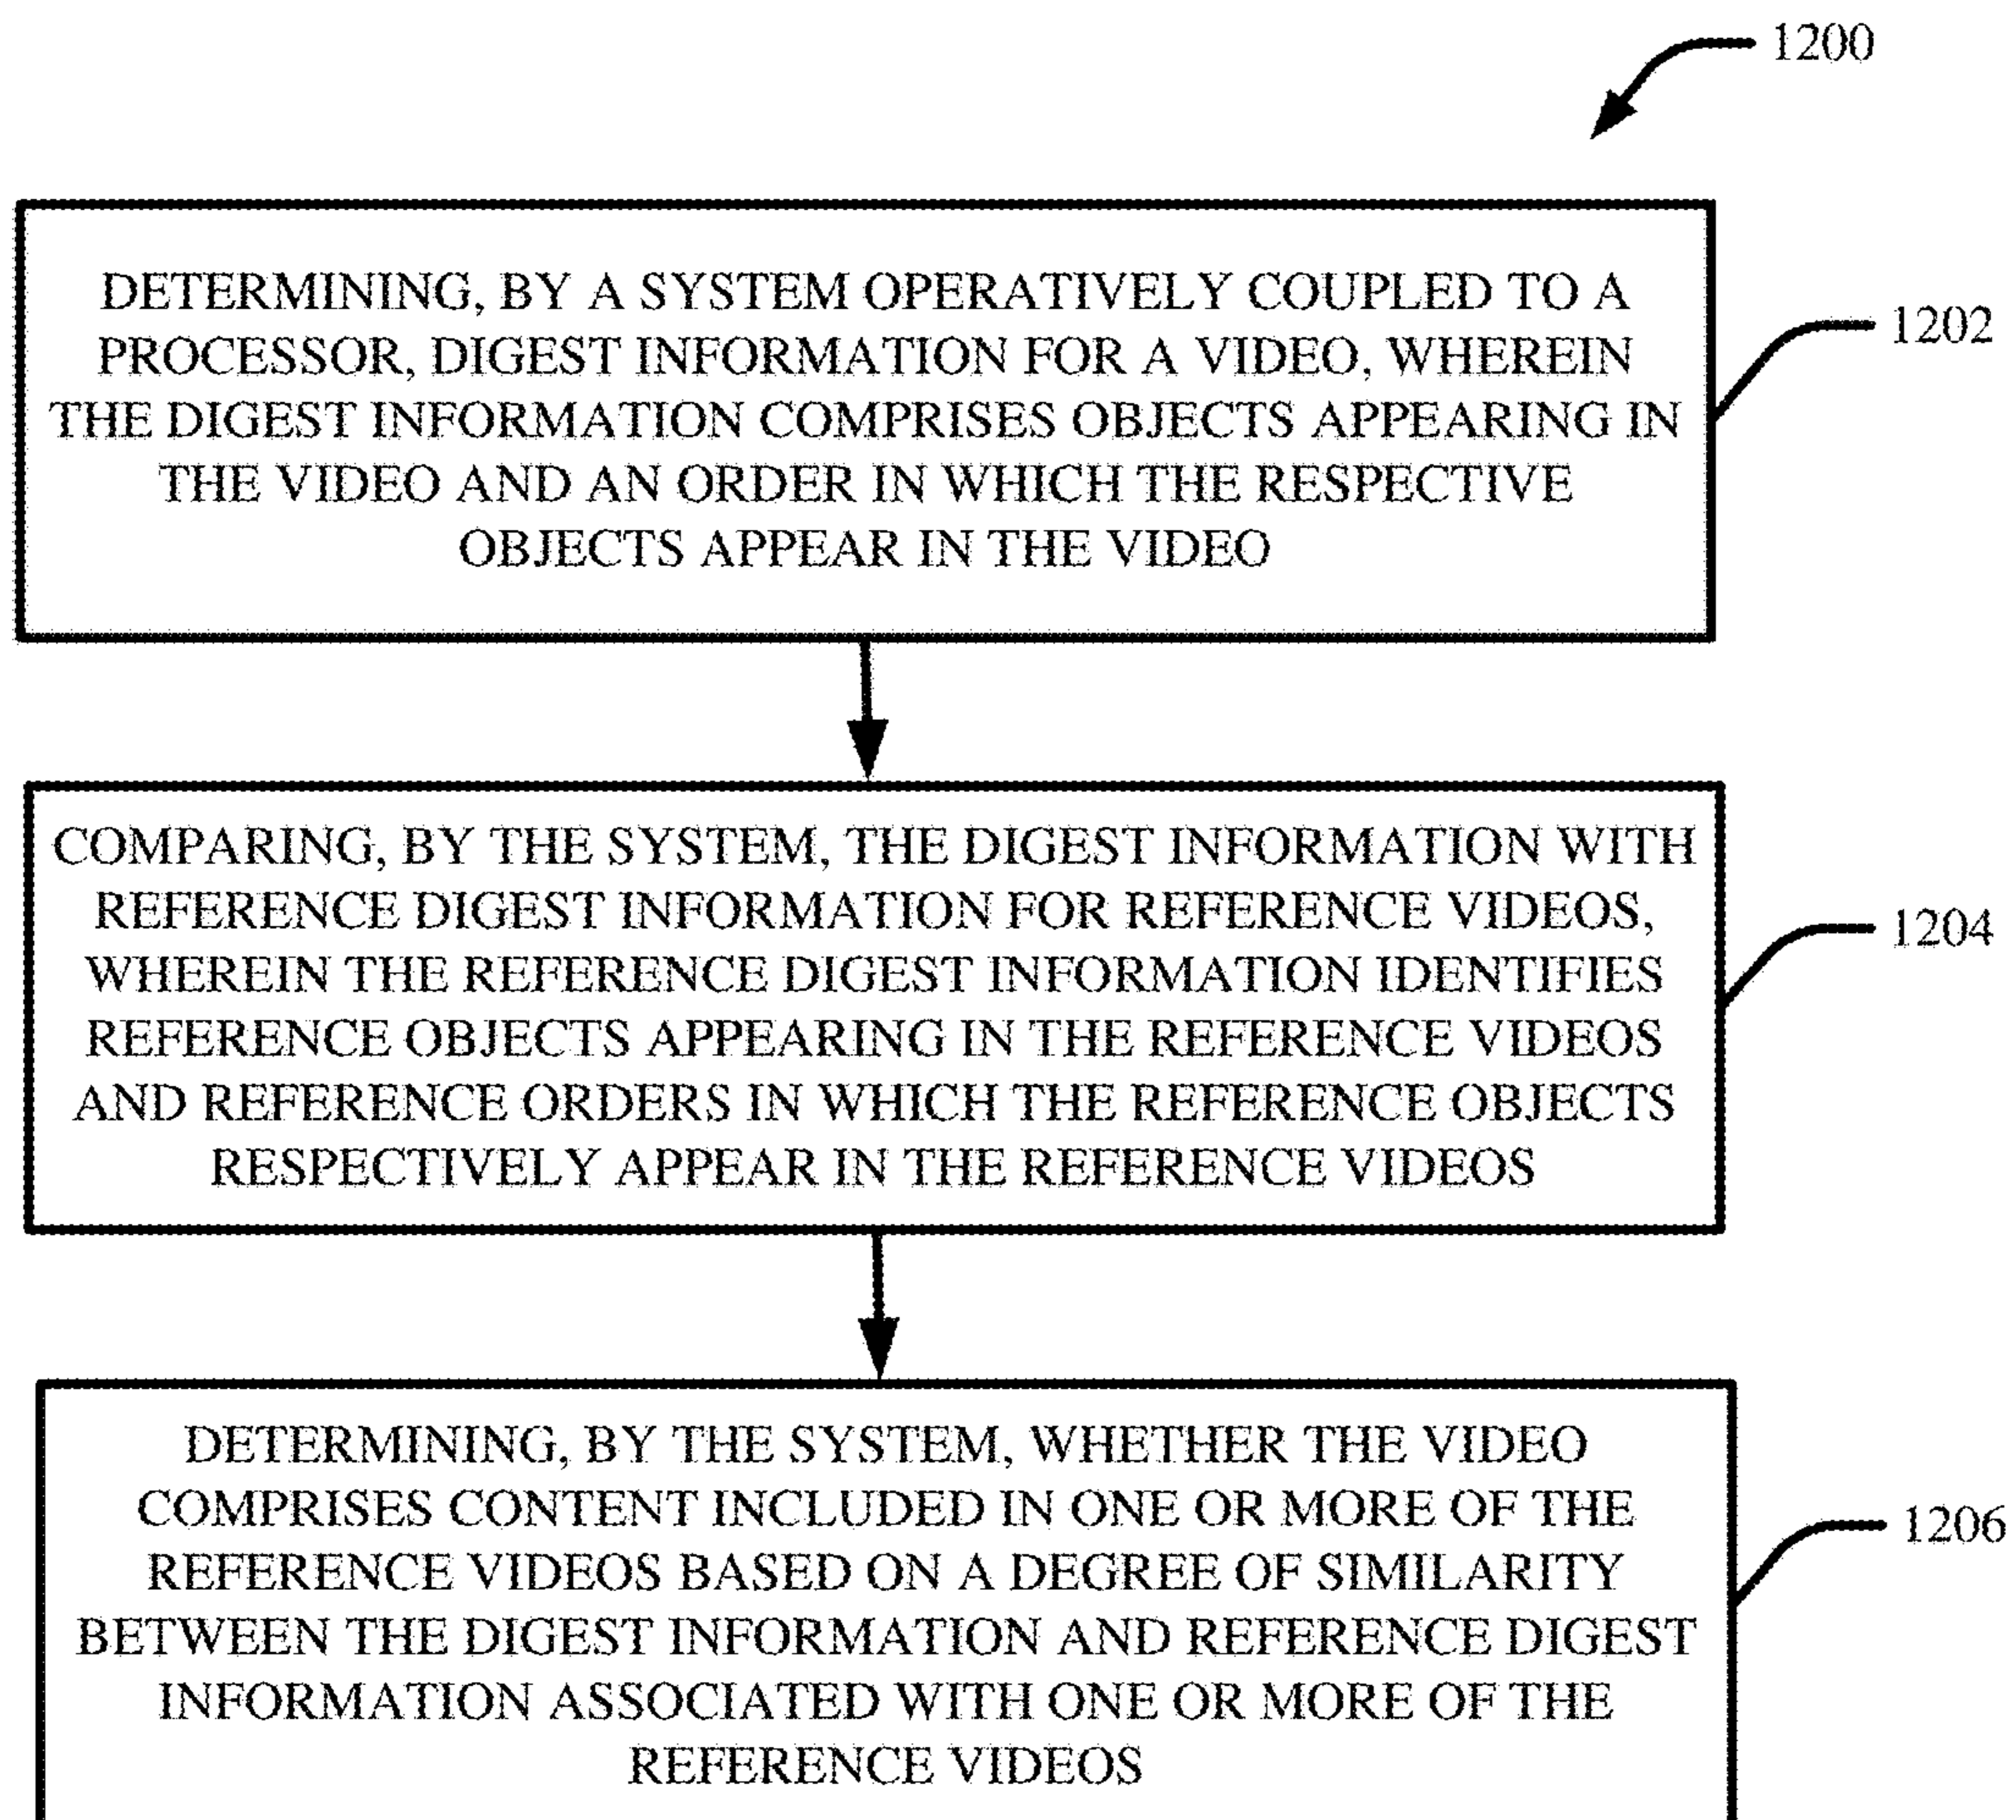 1200
DETERMINING, BY A SYSTEM OPERATIVELY COUPLED TO A
PROCESSOR, DIGEST INFORMATION FOR A VIDEO, WHEREIN
THE DIGEST INFORMATION COMPRISES OBJECTS APPEARING IN
THE VIDEO AND AN ORDER IN WHICH THE RESPECTIVE
OBJECTS APPEAR IN THE VIDEO
1202
COMPARING, BY THE SYSTEM, THE DIGEST INFORMATION WITH
REFERENCE DIGEST INFORMATION FOR REFERENCE VIDEOS,
WHEREIN THE REFERENCE DIGEST INFORMATION IDENTIFIES
REFERENCE OBJECTS APPEARING IN THE REFERENCE VIDEOS
AND REFERENCE ORDERS IN WHICH THE REFERENCE OBJECTS
RESPECTIVELY APPEAR IN THE REFERENCE VIDEOS
1204
DETERMINING, BY THE SYSTEM, WHETHER THE VIDEO
COMPRISES CONTENT INCLUDED IN ONE OR MORE OF THE
REFERENCE VIDEOS BASED ON A DEGREE OF SIMILARITY
BETWEEN THE DIGEST INFORMATION AND REFERENCE DIGEST
INFORMATION ASSOCIATED WITH ONE OR MORE OF THE
REFERENCE VIDEOS
1206